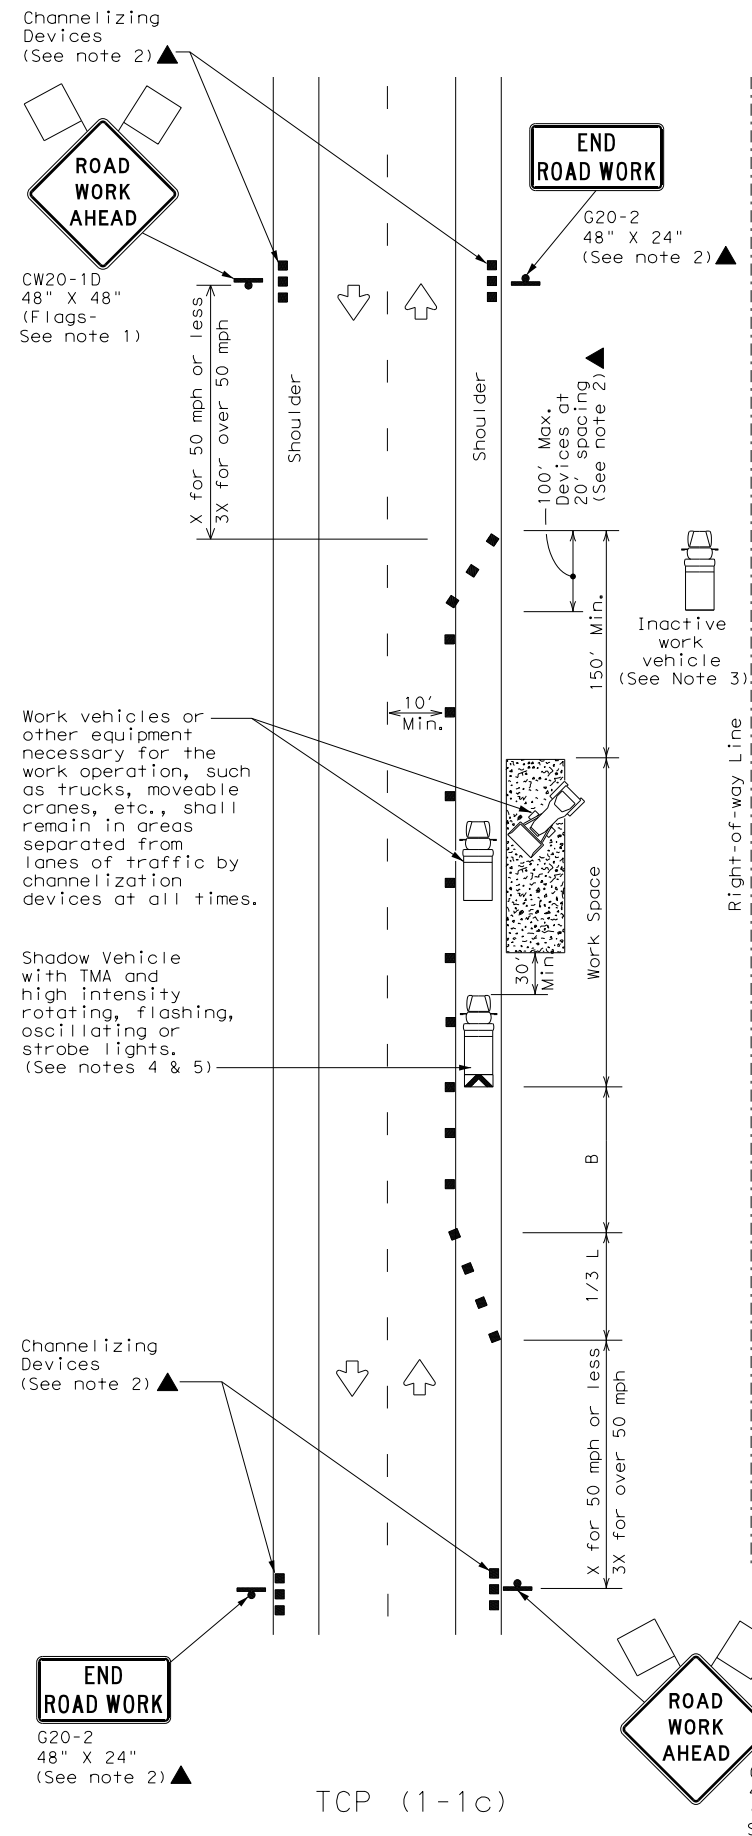 Channelizing
Devices
(See note 2)
ROAD
WORK
AHEAD
CW20-1D
48" X 48"
(Flags-
See note 1)
END
ROAD WORK
G20-2
48" X 24"
(See note 2)
X for 50 mph or less
3X for over 50 mph
Shoulder
Shoulder
100' Max.
Devices at
20' spacing
(See note 2)
150' Min.
Inactive
work
vehicle
(See Note 3)
10'
Min.
Work vehicles or
other equipment
necessary for the
work operation, such
as trucks, moveable
cranes, etc., shall
remain in areas
separated from
lanes of traffic by
channelization
devices at all times.
Right-of-way Line
Work Space
30'
Min.
Shadow Vehicle
with TMA and
high intensity
rotating, flashing,
oscillating or
strobe lights.
(See notes 4 & 5)
B
1/3 L
Channelizing
Devices
(See note 2)
X for 50 mph or less
3X for over 50 mph
END
ROAD WORK
G20-2
48" X 24"
(See note 2)
ROAD
WORK
AHEAD
TCP (1-1c)